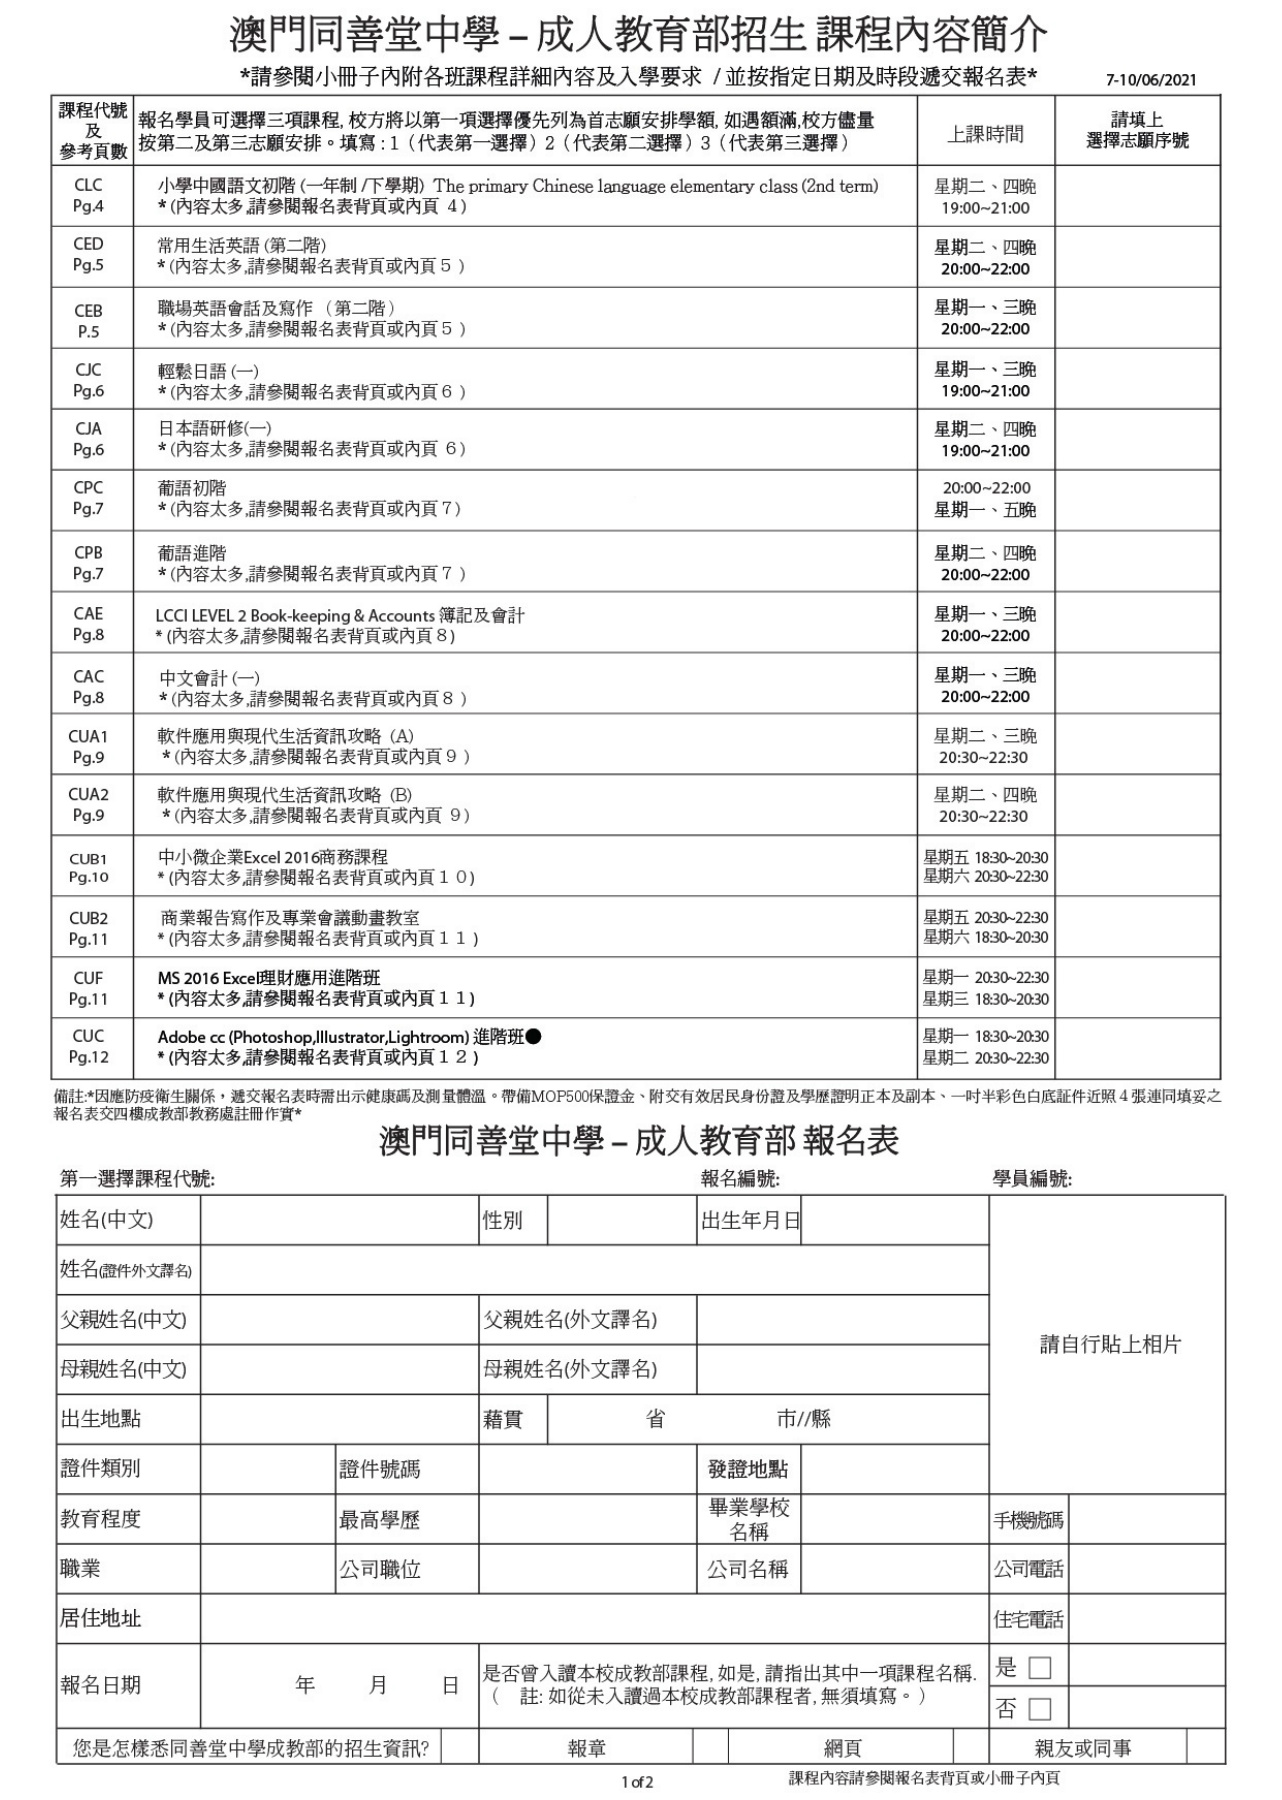 澳門同善堂中學 – 成人教育部招生 課程內容簡介
*請參閱小冊子內附各班課程詳細內容及入學要求 / 並按指定日期及時段遞交報名表* 7-10/06/2021
課程代號
及
參考頁數
報名學員可選擇三項課程, 校方將以第一項選擇優先列為首志願安排學額, 如遇額滿,校方儘量
按第二及第三志願安排。填寫 : 1（代表第一選擇）2（代表第二選擇）3（代表第三選擇）
上課時間
請填上
選擇志願序號
CLC
Pg.4
小學中國語文初階 (一年制 /下學期) The primary Chinese language elementary class (2nd term)
* (內容太多,請參閱報名表背頁或內頁 4 )
星期二、四晚
19:00~21:00
CED
Pg.5
常用生活英語 (第二階)
* (內容太多,請參閱報名表背頁或內頁 5 )
星期二、四晚
20:00~22:00
CEB
P.5
職場英語會話及寫作 （第二階）
* (內容太多,請參閱報名表背頁或內頁 5 )
星期一、三晚
20:00~22:00
CJC
Pg.6
輕鬆日語 (一)
* (內容太多,請參閱報名表背頁或內頁 6 )
星期一、三晚
19:00~21:00
CJA
Pg.6
日本語研修(一)
* (內容太多,請參閱報名表背頁或內頁 6 )
星期二、四晚
19:00~21:00
CPC
Pg.7
葡語初階
* (內容太多,請參閱報名表背頁或內頁 7 )
20:00~22:00
星期一、五晚
CPB
Pg.7
葡語進階
* (內容太多,請參閱報名表背頁或內頁 7 )
星期二、四晚
20:00~22:00
CAE
Pg.8
LCCI LEVEL 2 Book-keeping & Accounts 簿記及會計
* (內容太多,請參閱報名表背頁或內頁 8 )
星期一、三晚
20:00~22:00
CAC
Pg.8
中文會計 (一)
* (內容太多,請參閱報名表背頁或內頁 8 )
星期一、三晚
20:00~22:00
CUA1
Pg.9
軟件應用與現代生活資訊攻略 (A)
* (內容太多,請參閱報名表背頁或內頁 9 )
星期二、三晚
20:30~22:30
CUA2
Pg.9
軟件應用與現代生活資訊攻略 (B)
* (內容太多,請參閱報名表背頁或內頁 9 )
星期二、四晚
20:30~22:30
CUB1
Pg.10
中小微企業Excel 2016商務課程
* (內容太多,請參閱報名表背頁或內頁１０)
星期五 18:30~20:30
星期六 20:30~22:30
CUB2
Pg.11
商業報告寫作及專業會議動畫教室
* (內容太多,請參閱報名表背頁或內頁１１)
星期五 20:30~22:30
星期六 18:30~20:30
CUF
Pg.11
MS 2016 Excel理財應用進階班
* (內容太多,請參閱報名表背頁或內頁１１)
星期一 20:30~22:30
星期三 18:30~20:30
CUC
Pg.12
Adobe cc (Photoshop,Illustrator,Lightroom) 進階班●
* (內容太多,請參閱報名表背頁或內頁１２)
星期一 18:30~20:30
星期二 20:30~22:30
備註:*因應防疫衛生關係，遞交報名表時需出示健康碼及測量體溫。帶備MOP500保證金、附交有效居民身份證及學歷證明正本及副本、一吋半彩色白底証件近照４張連同填妥之
報名表交四樓成教部教務處註冊作實*
澳門同善堂中學 – 成人教育部 報名表
第一選擇課程代號: 報名編號: 學員編號:
姓名(中文) 性別 出生年月日
姓名(證件外文譯名)
父親姓名(中文) 父親姓名(外文譯名)
請自行貼上相片
母親姓名(中文) 母親姓名(外文譯名)
出生地點 藉貫 省 市//縣
證件類別 證件號碼 發證地點
教育程度 最高學歷 畢業學校
名稱
手機號碼
職業 公司職位 公司名稱 公司電話
居住地址 住宅電話
報名日期 年 月 日
是否曾入讀本校成教部課程, 如是, 請指出其中一項課程名稱.
（ 註: 如從未入讀過本校成教部課程者, 無須填寫。）
是 □
否 □
您是怎樣悉同善堂中學成教部的招生資訊? 報章 網頁 親友或同事
1 of 2 課程內容請參閱報名表背頁或小冊子內頁